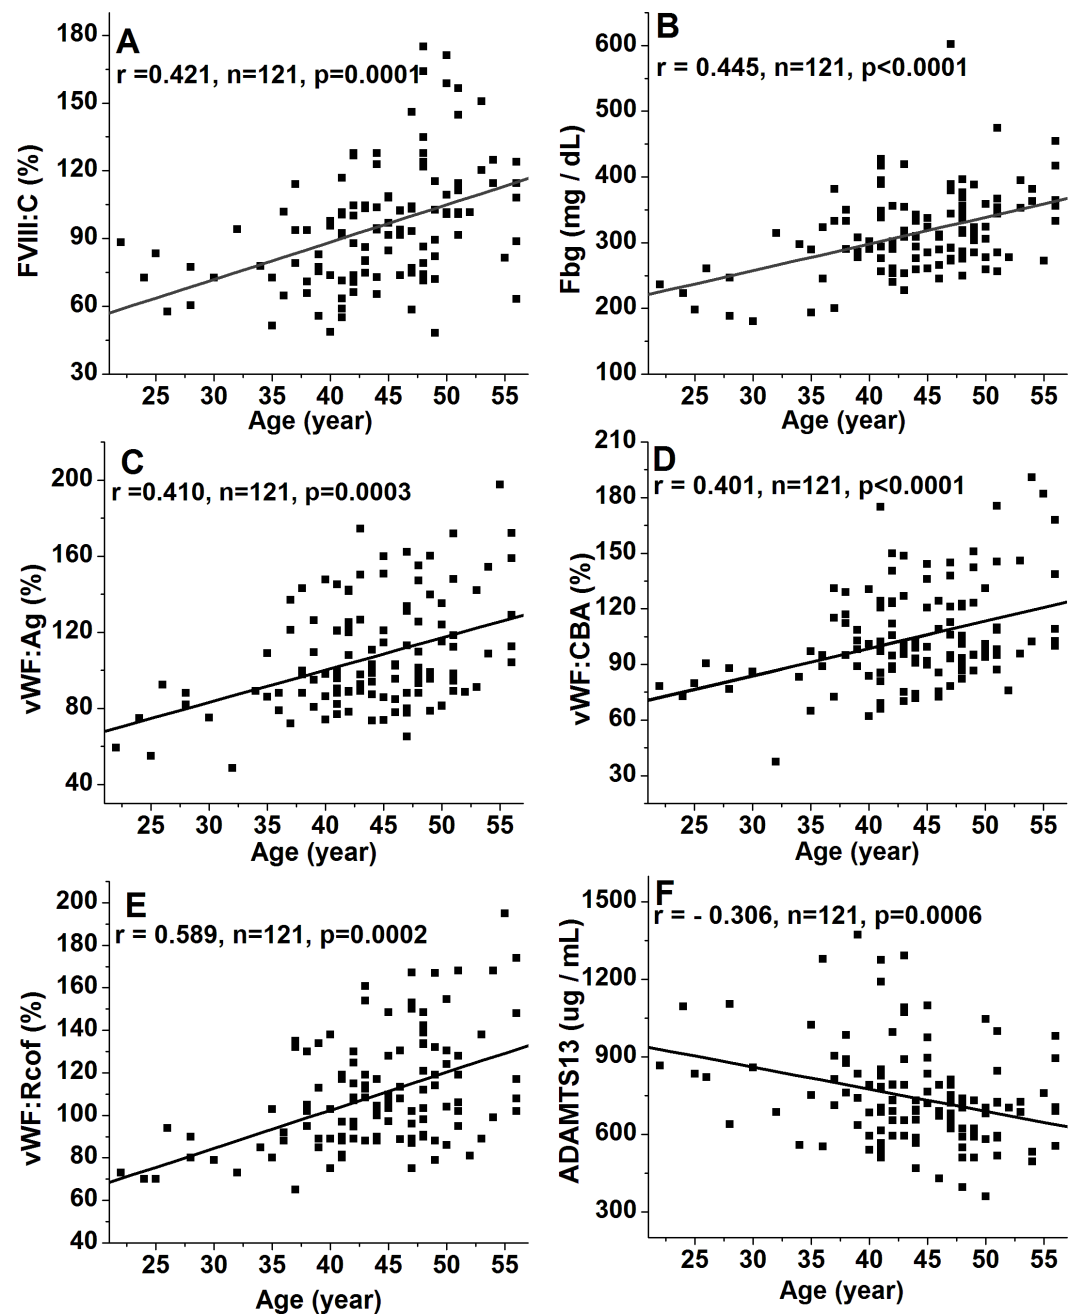 A
r =0.421, n=121, p=0.0001
FVIII:C (%)
180
150
120
90
60
30
25 30 35 40 45 50 55
Age (year)
B
r = 0.445, n=121, p<0.0001
Fbg (mg / dL)
600
500
400
300
200
100
25 30 35 40 45 50 55
Age (year)
C
r =0.410, n=121, p=0.0003
vWF:Ag (%)
200
160
120
80
40
25 30 35 40 45 50 55
Age (year)
D
r = 0.401, n=121, p<0.0001
vWF:CBA (%)
210
180
150
120
90
60
30
25 30 35 40 45 50 55
Age (year)
E
r = 0.589, n=121, p=0.0002
vWF:Rcof (%)
200
180
160
140
120
100
80
60
40
25 30 35 40 45 50 55
Age (year)
F
r = - 0.306, n=121, p=0.0006
ADAMTS13 (ug / mL)
1500
1200
900
600
300
25 30 35 40 45 50 55
Age (year)